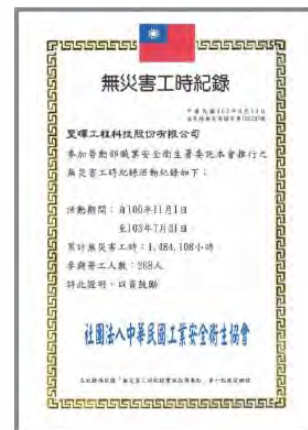 無災害工時紀錄
聖暉工程科技股份有限公司
參加勞動部職業安全衛生署委託本會推行之
無災害工時紀錄活動紀錄如下：
活動期間：自100年11月1日
至103年7月31日
累計無災害工時：1,484,108小時
參與勞工人數：268人
特此證明，以資鼓勵
社團法人中華民國工業安全衛生協會